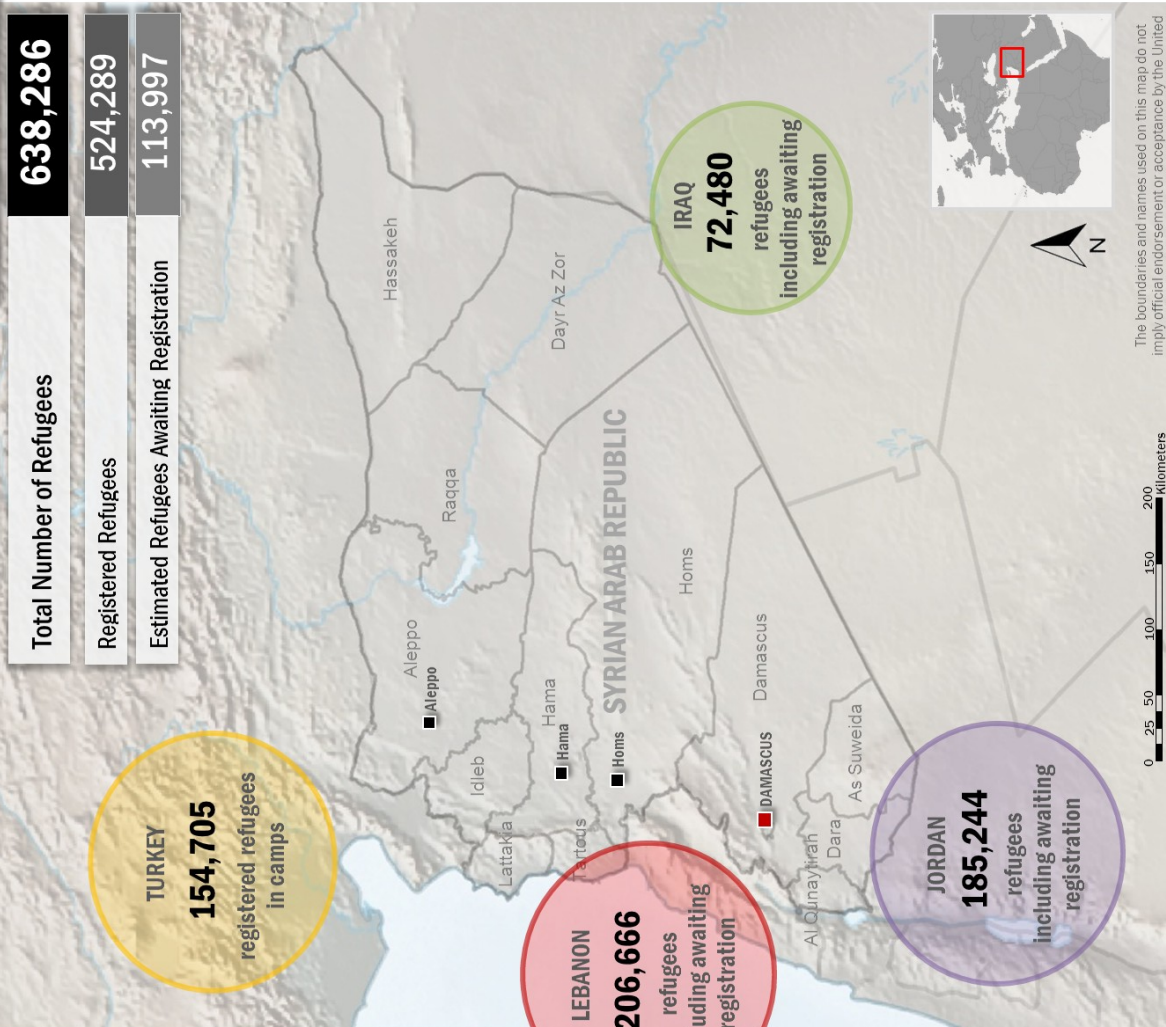 Total Number of Refugees 638,286
Registered Refugees 524,289
Estimated Refugees Awaiting Registration 113,997
TURKEY
154,705
registered refugees
in camps
Hassakeh
Raqqa
Aleppo
Aleppo
Dayr Az Zor
Idleb
Hama
Hama
Lattakia
Tartous
SYRIAN ARAB REPUBLIC
Homs
Homs
IRAQ
72,480
refugees
including awaiting
registration
LEBANON
206,666
refugees
uding awaiting
registration
Damascus
DAMASCUS
Al Qunaytirah
Dara
As Suweida
JORDAN
185,244
refugees
including awaiting
registration
N
0 25 50 100 150 200
Kilometers
The boundaries and names used on this map do not
imply official endorsement or acceptance by the United